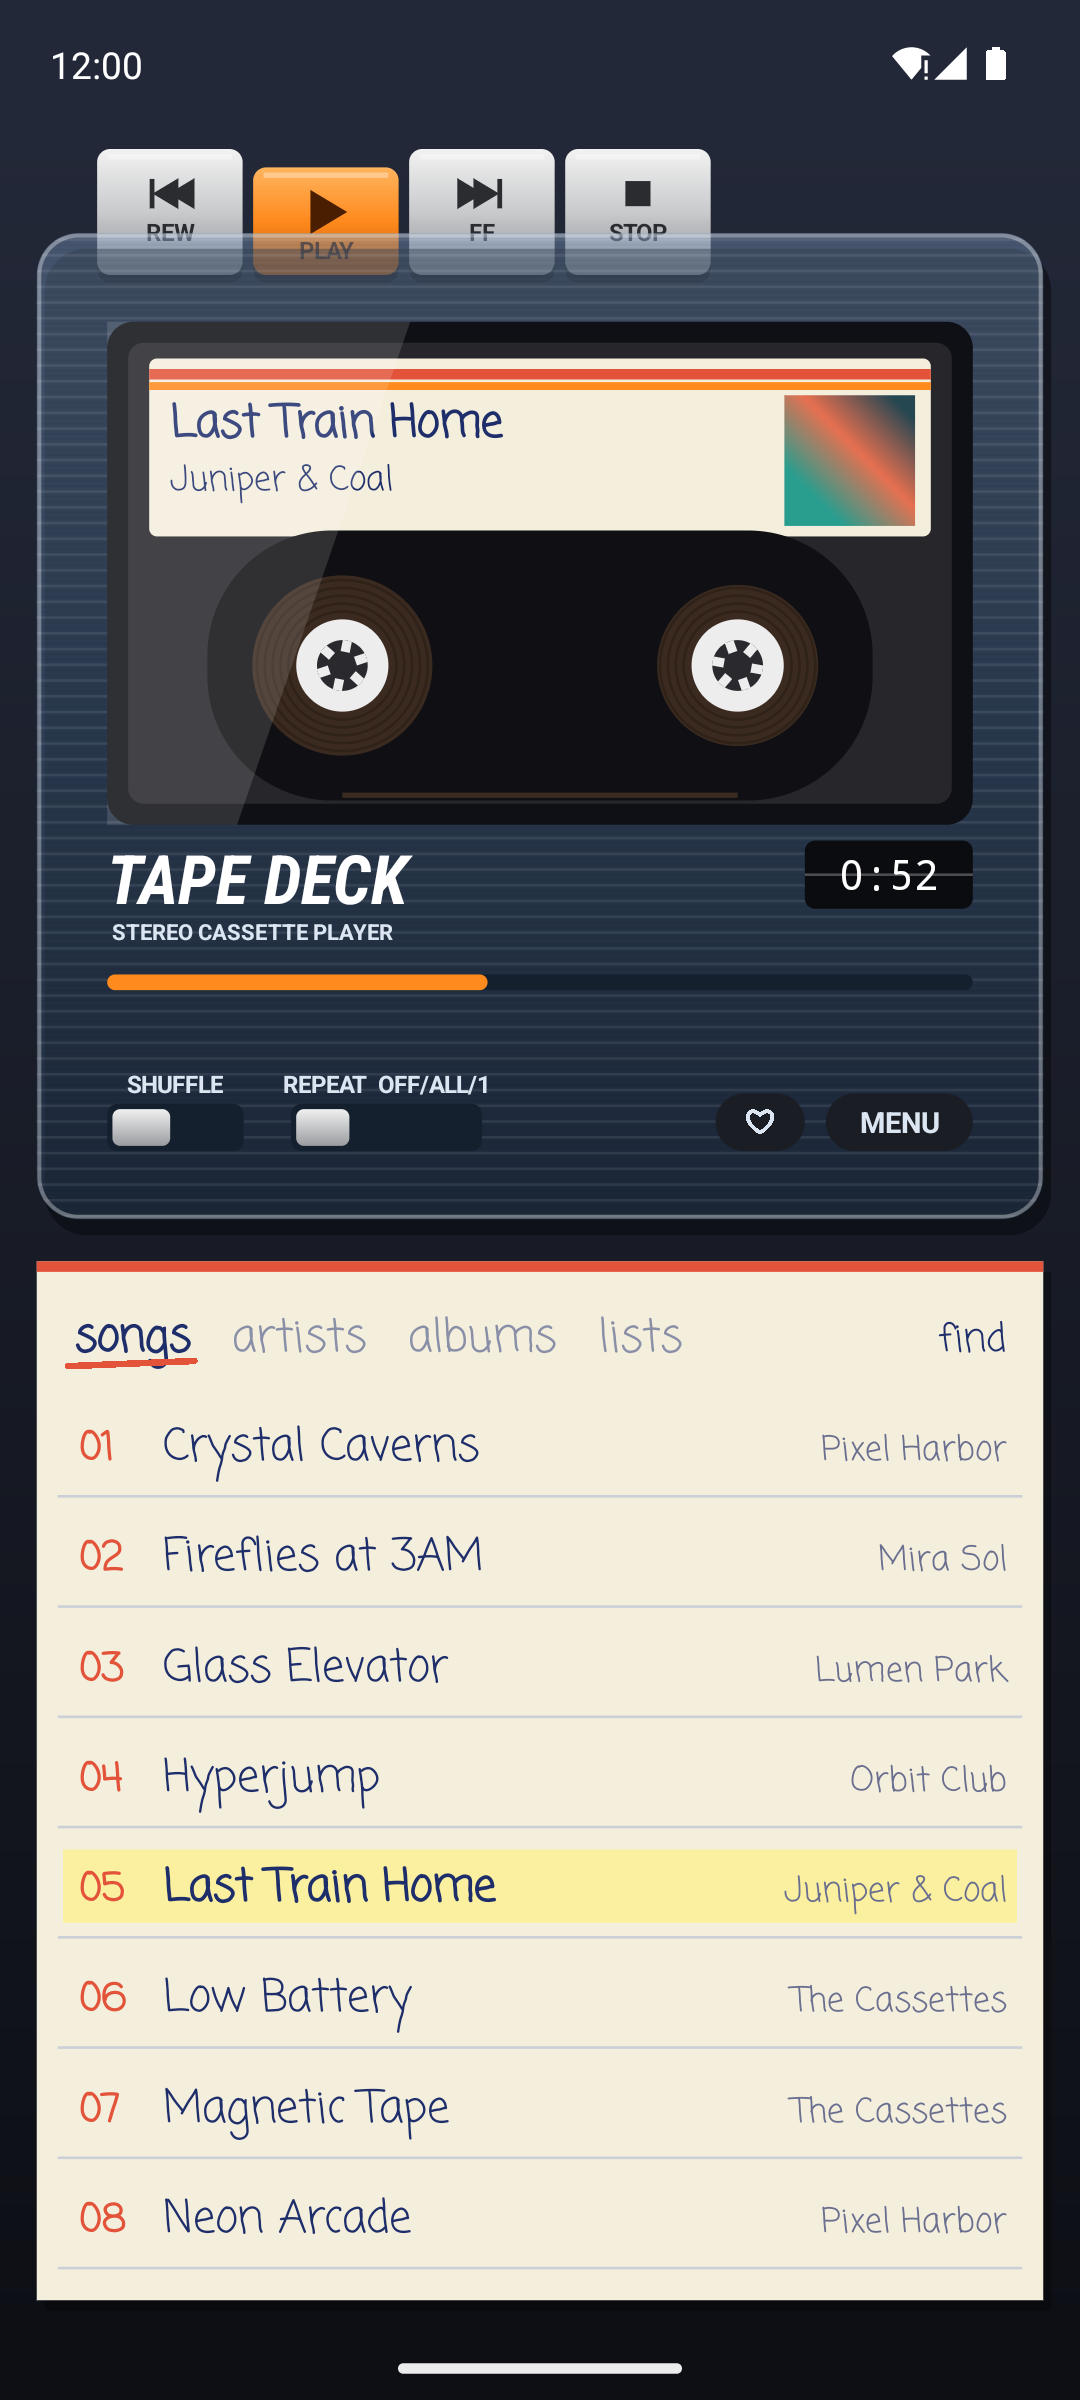 12:00
REW
PLAY
FF
STOP
Last Train Home
Juniper & Coal
TAPE DECK
0:52
STEREO CASSETTE PLAYER
SHUFFLE
REPEAT OFF/ALL/1
MENU
songs artists albums lists find
01 Crystal Caverns Pixel Harbor
02 Fireflies at 3AM Mira Sol
03 Glass Elevator Lumen Park
04 Hyperjump Orbit Club
05 Last Train Home Juniper & Coal
06 Low Battery The Cassettes
07 Magnetic Tape The Cassettes
08 Neon Arcade Pixel Harbor